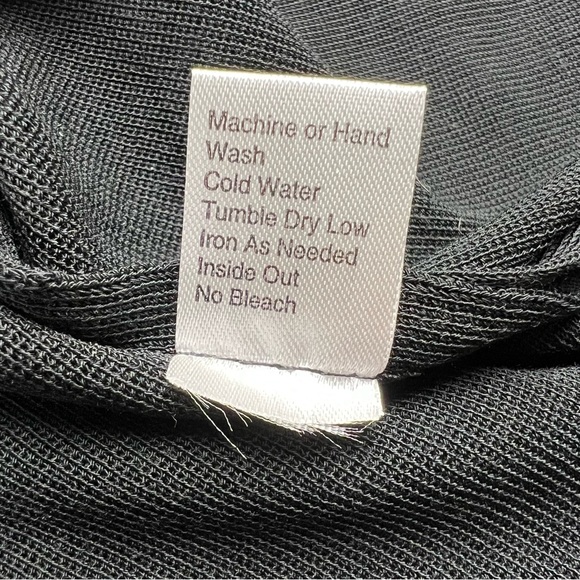 Machine or Hand
Wash
Cold Water
Tumble Dry Low
Iron As Needed
Inside Out
No Bleach